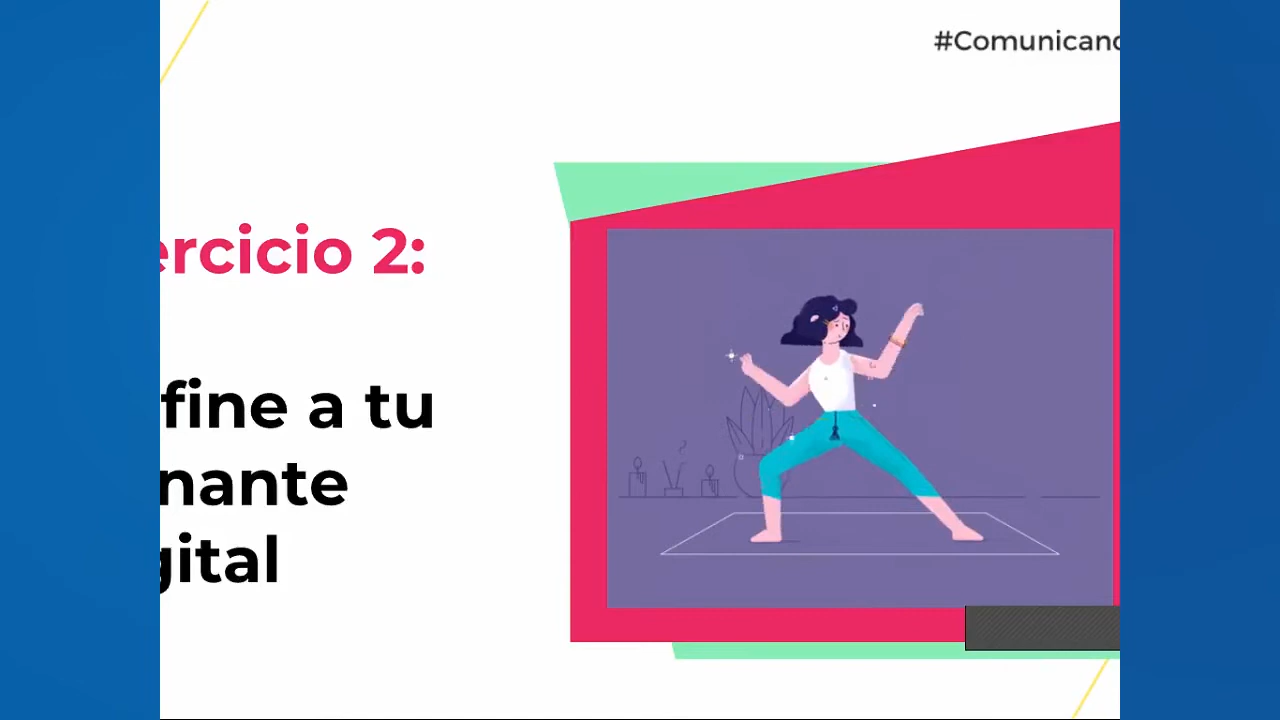 #Comunicand
ercicio 2:
fine a tu
nante
gital